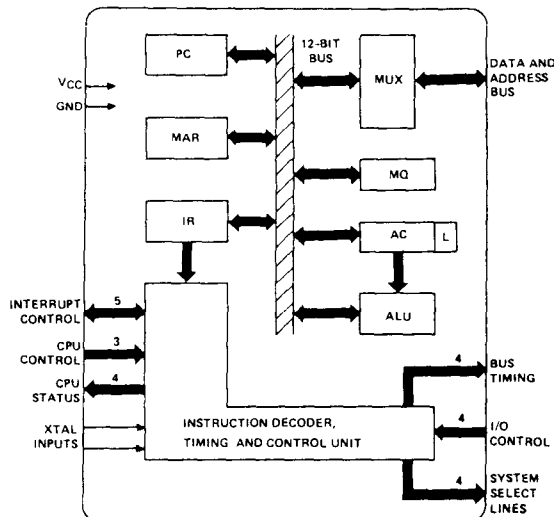 PC
12-BIT
BUS
MUX
DATA AND
ADDRESS
BUS
VCC
GND
MAR
MQ
IR
AC
L
ALU
INTERRUPT
CONTROL
5
CPU
CONTROL
3
CPU
STATUS
4
XTAL
INPUTS
INSTRUCTION DECODER,
TIMING AND CONTROL UNIT
4
BUS
TIMING
4
I/O
CONTROL
4
SYSTEM
SELECT
LINES